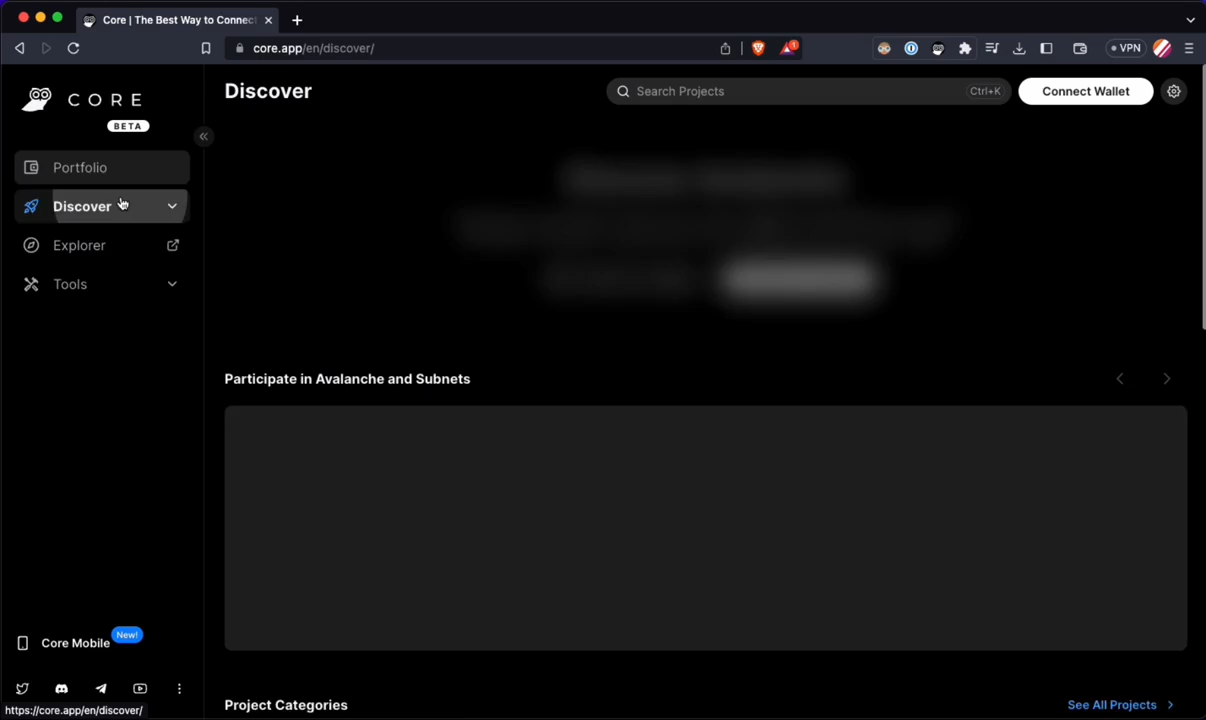 Core | The Best Way to Connec
core.app/en/discover/
1
VPN
CORE
BETA
Discover
Search Projects
Ctrl+K
Connect Wallet
Portfolio
Discover
Explorer
Tools
Participate in Avalanche and Subnets
Core Mobile
New!
Project Categories
See All Projects
https://core.app/en/discover/